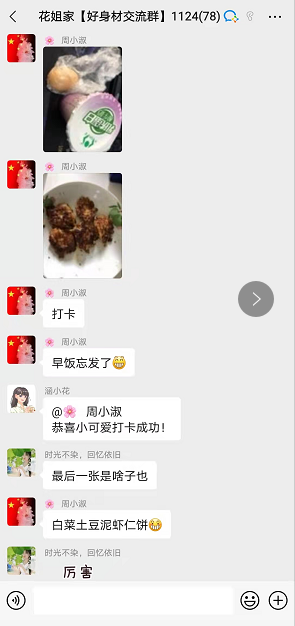 花姐家【好身材交流群】1124(78)
周小淑
周小淑
周小淑
打卡
周小淑
早饭忘发了
涵小花
@🌸 周小淑
恭喜小可爱打卡成功!
时光不染,回忆依旧
最后一张是啥子也
周小淑
白菜土豆泥虾仁饼
时光不染,回忆依旧
厉害